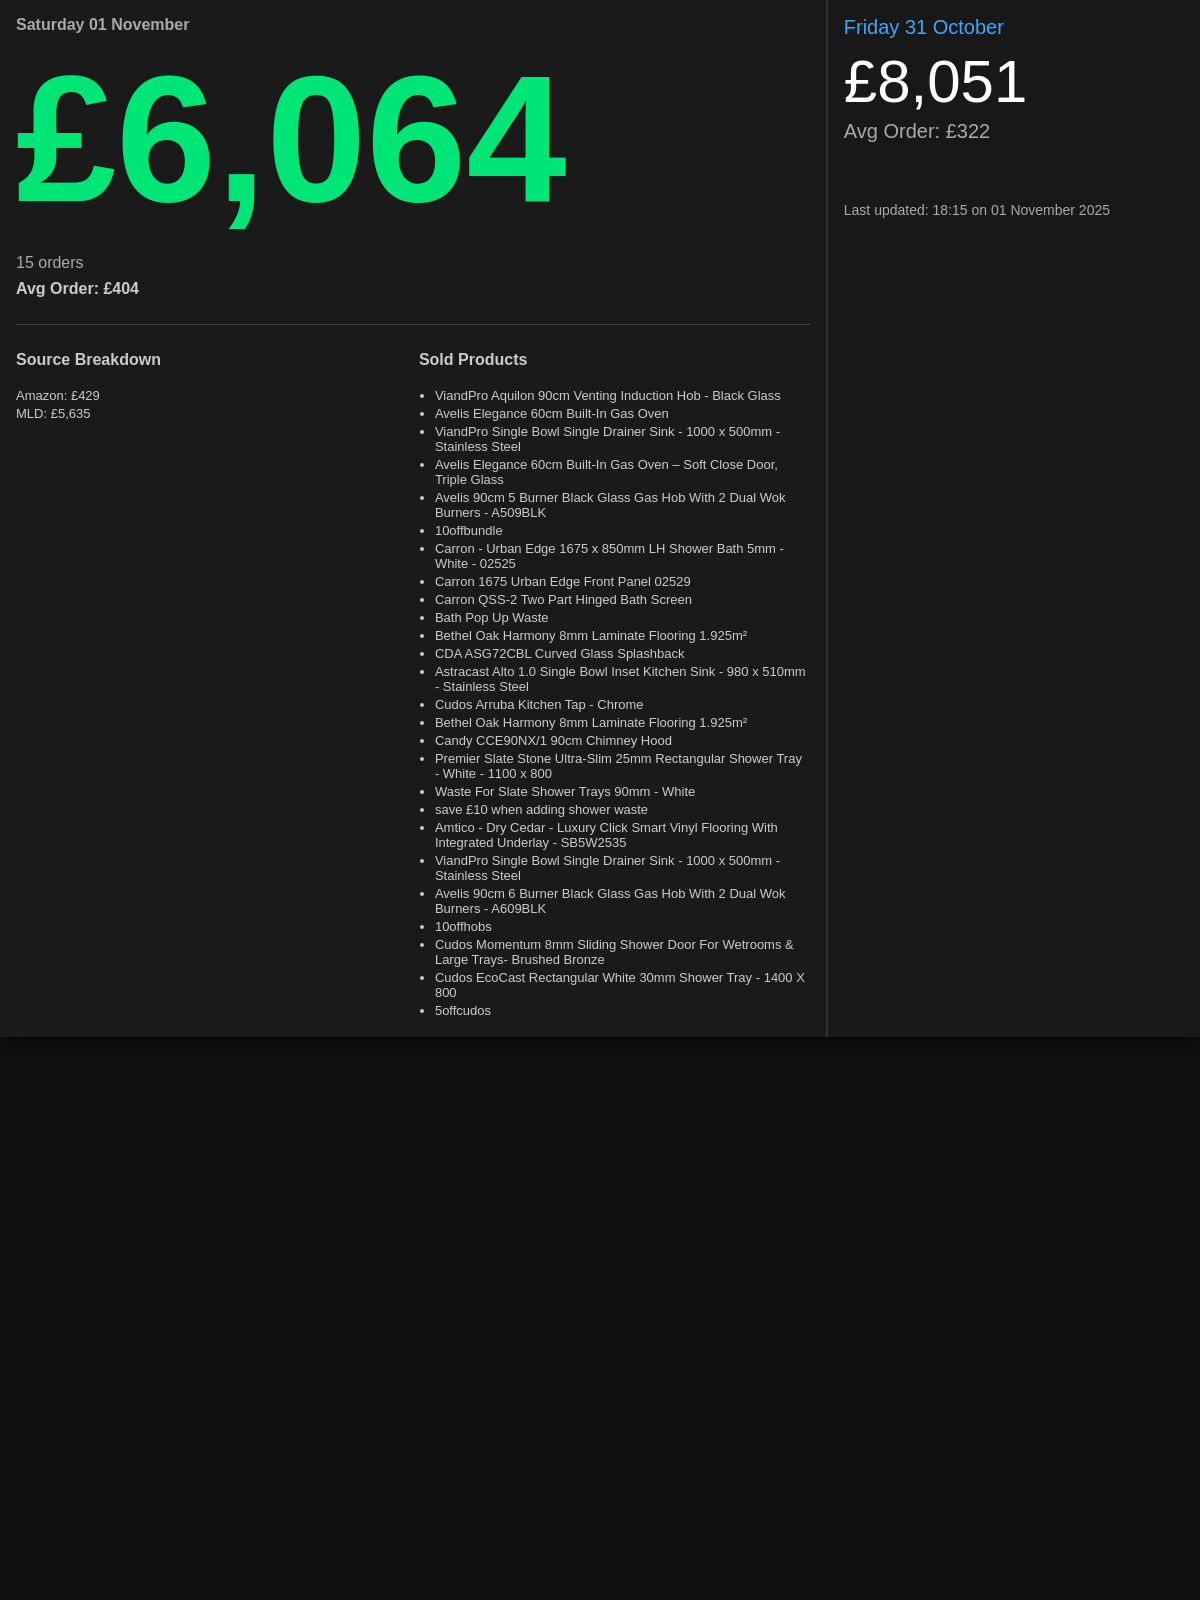 Saturday 01 November
£6,064
15 orders
Avg Order: £404
Source Breakdown
Amazon: £429
MLD: £5,635
Sold Products
ViandPro Aquilon 90cm Venting Induction Hob - Black Glass
Avelis Elegance 60cm Built-In Gas Oven
ViandPro Single Bowl Single Drainer Sink - 1000 x 500mm -
Stainless Steel
Avelis Elegance 60cm Built-In Gas Oven – Soft Close Door,
Triple Glass
Avelis 90cm 5 Burner Black Glass Gas Hob With 2 Dual Wok
Burners - A509BLK
10offbundle
Carron - Urban Edge 1675 x 850mm LH Shower Bath 5mm -
White - 02525
Carron 1675 Urban Edge Front Panel 02529
Carron QSS-2 Two Part Hinged Bath Screen
Bath Pop Up Waste
Bethel Oak Harmony 8mm Laminate Flooring 1.925m²
CDA ASG72CBL Curved Glass Splashback
Astracast Alto 1.0 Single Bowl Inset Kitchen Sink - 980 x 510mm
- Stainless Steel
Cudos Arruba Kitchen Tap - Chrome
Bethel Oak Harmony 8mm Laminate Flooring 1.925m²
Candy CCE90NX/1 90cm Chimney Hood
Premier Slate Stone Ultra-Slim 25mm Rectangular Shower Tray
- White - 1100 x 800
Waste For Slate Shower Trays 90mm - White
save £10 when adding shower waste
Amtico - Dry Cedar - Luxury Click Smart Vinyl Flooring With
Integrated Underlay - SB5W2535
ViandPro Single Bowl Single Drainer Sink - 1000 x 500mm -
Stainless Steel
Avelis 90cm 6 Burner Black Glass Gas Hob With 2 Dual Wok
Burners - A609BLK
10offhobs
Cudos Momentum 8mm Sliding Shower Door For Wetrooms &
Large Trays- Brushed Bronze
Cudos EcoCast Rectangular White 30mm Shower Tray - 1400 X
800
5offcudos
Friday 31 October
£8,051
Avg Order: £322
Last updated: 18:15 on 01 November 2025